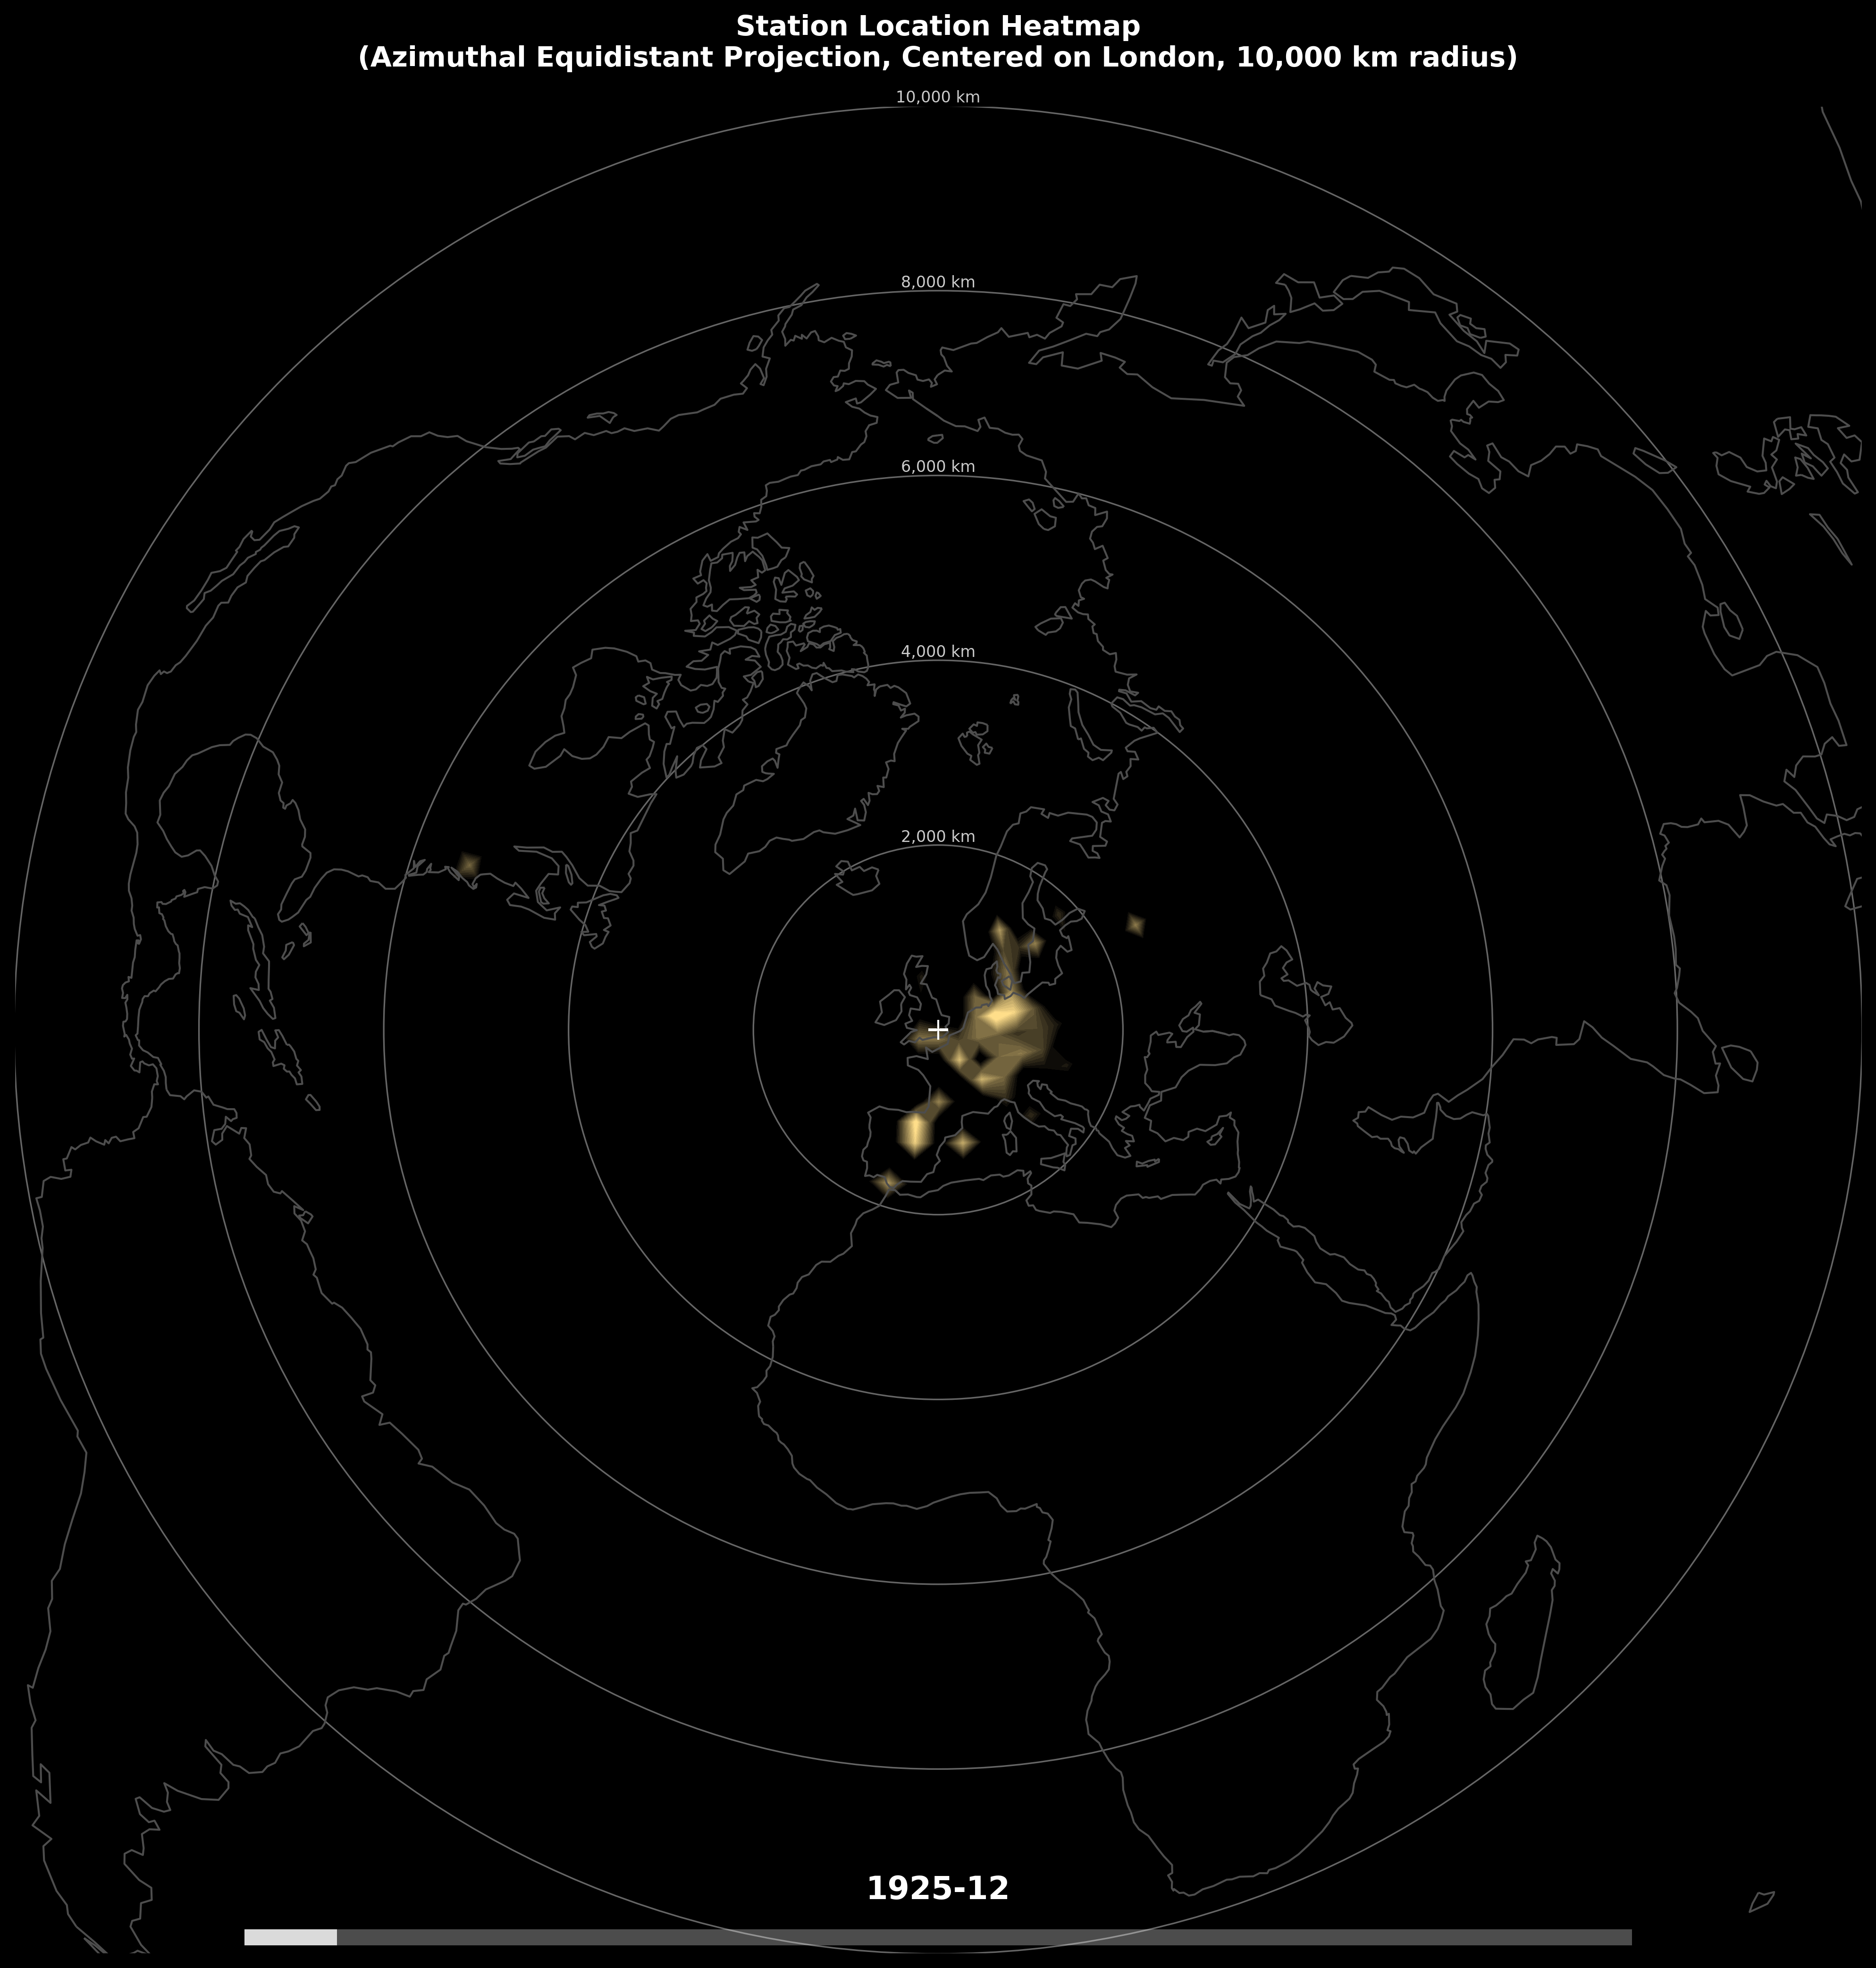 Station Location Heatmap
(Azimuthal Equidistant Projection, Centered on London, 10,000 km radius)
10,000 km
8,000 km
6,000 km
4,000 km
2,000 km
1925-12